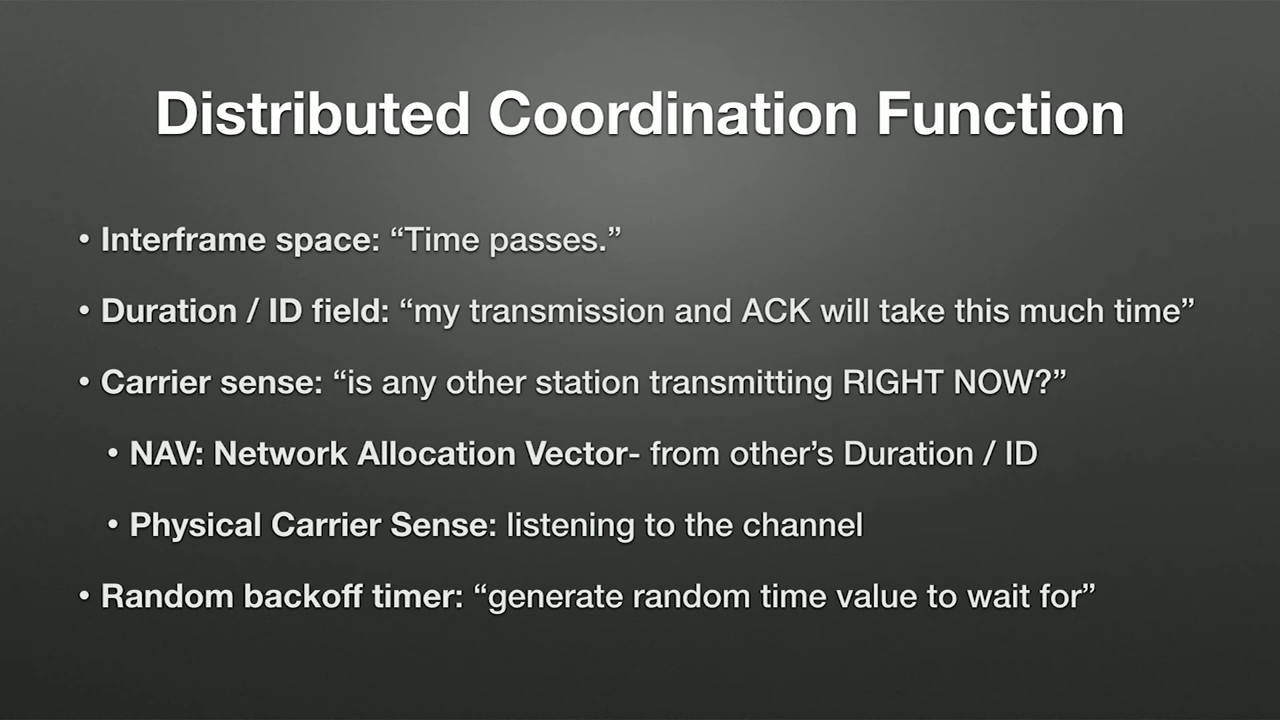 Distributed Coordination Function
• Interframe space: “Time passes.”
• Duration / ID field: “my transmission and ACK will take this much time”
• Carrier sense: “is any other station transmitting RIGHT NOW?”
• NAV: Network Allocation Vector- from other’s Duration / ID
• Physical Carrier Sense: listening to the channel
• Random backoff timer: “generate random time value to wait for”